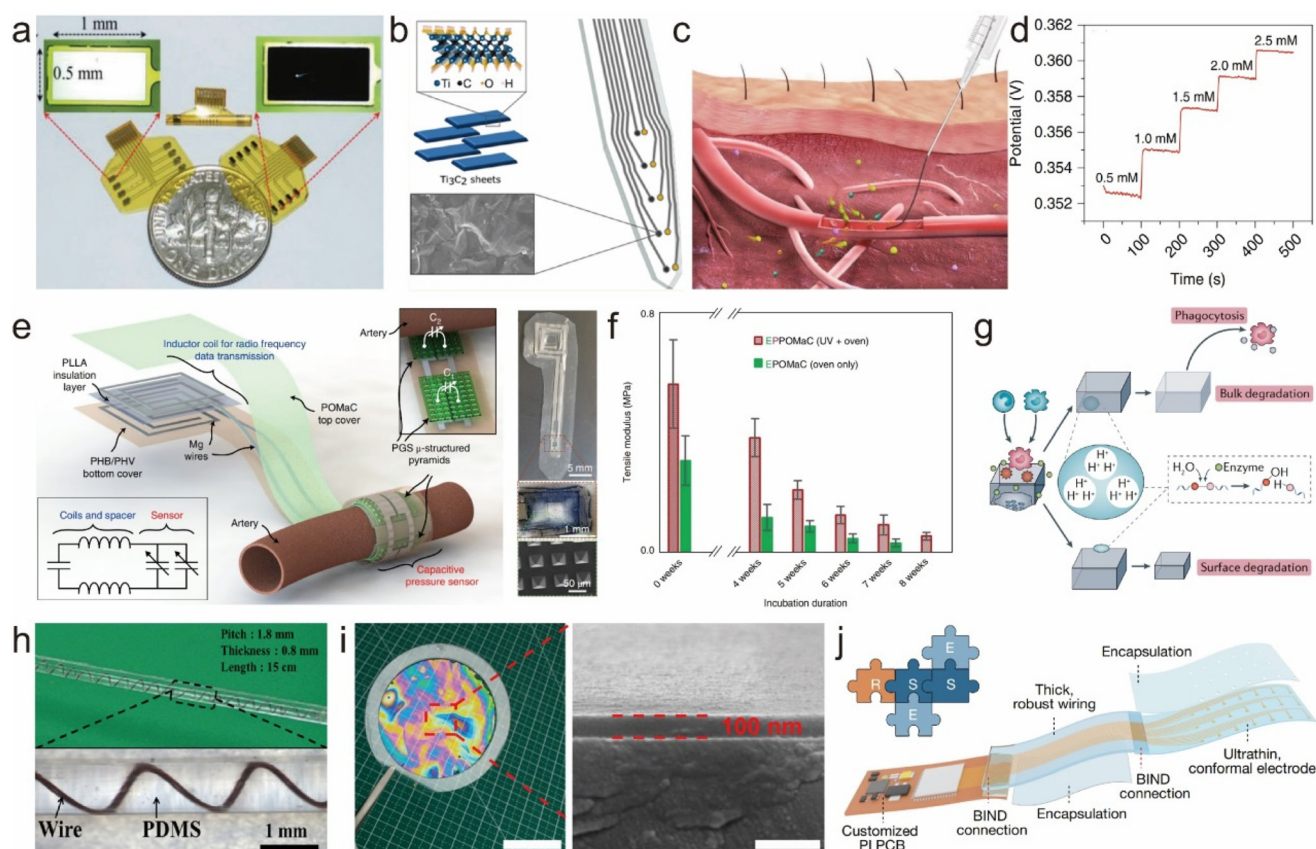 a
1 mm
0.5 mm
UNITED STATES
ONE DIME
b
Ti C O H
Ti₃C₂ sheets
c
d
Potential (V)
0.362
0.360
0.358
0.356
0.354
0.352
0.5 mM
1.0 mM
1.5 mM
2.0 mM
2.5 mM
0
100
200
300
400
500
Time (s)
e
PLLA
insulation
layer
Inductor coil for radio frequency
data transmission
POMaC
top cover
Mg
wires
PHB/PHV
bottom cover
Artery
C₂
C₁
PGS μ-structured
pyramids
Coils and spacer
Sensor
Artery
Capacitive
pressure sensor
5 mm
1 mm
50 μm
f
Tensile modulus (MPa)
0.8
0.0
EPPOMaC (UV + oven)
EPOMaC (oven only)
0 weeks
4 weeks
5 weeks
6 weeks
7 weeks
8 weeks
Incubation duration
g
Phagocytosis
Bulk degradation
H⁺
H⁺ H⁺
H⁺ H⁺
H⁺ H⁺
H⁺
H⁺
H₂O
Enzyme
OH
H
Surface degradation
h
Pitch : 1.8 mm
Thickness : 0.8 mm
Length : 15 cm
Wire
PDMS
1 mm
i
100 nm
j
E
R S S
E
Encapsulation
Thick,
robust wiring
Ultrathin,
conformal electrode
BIND
connection
Encapsulation
BIND
connection
Customized
PI PCB